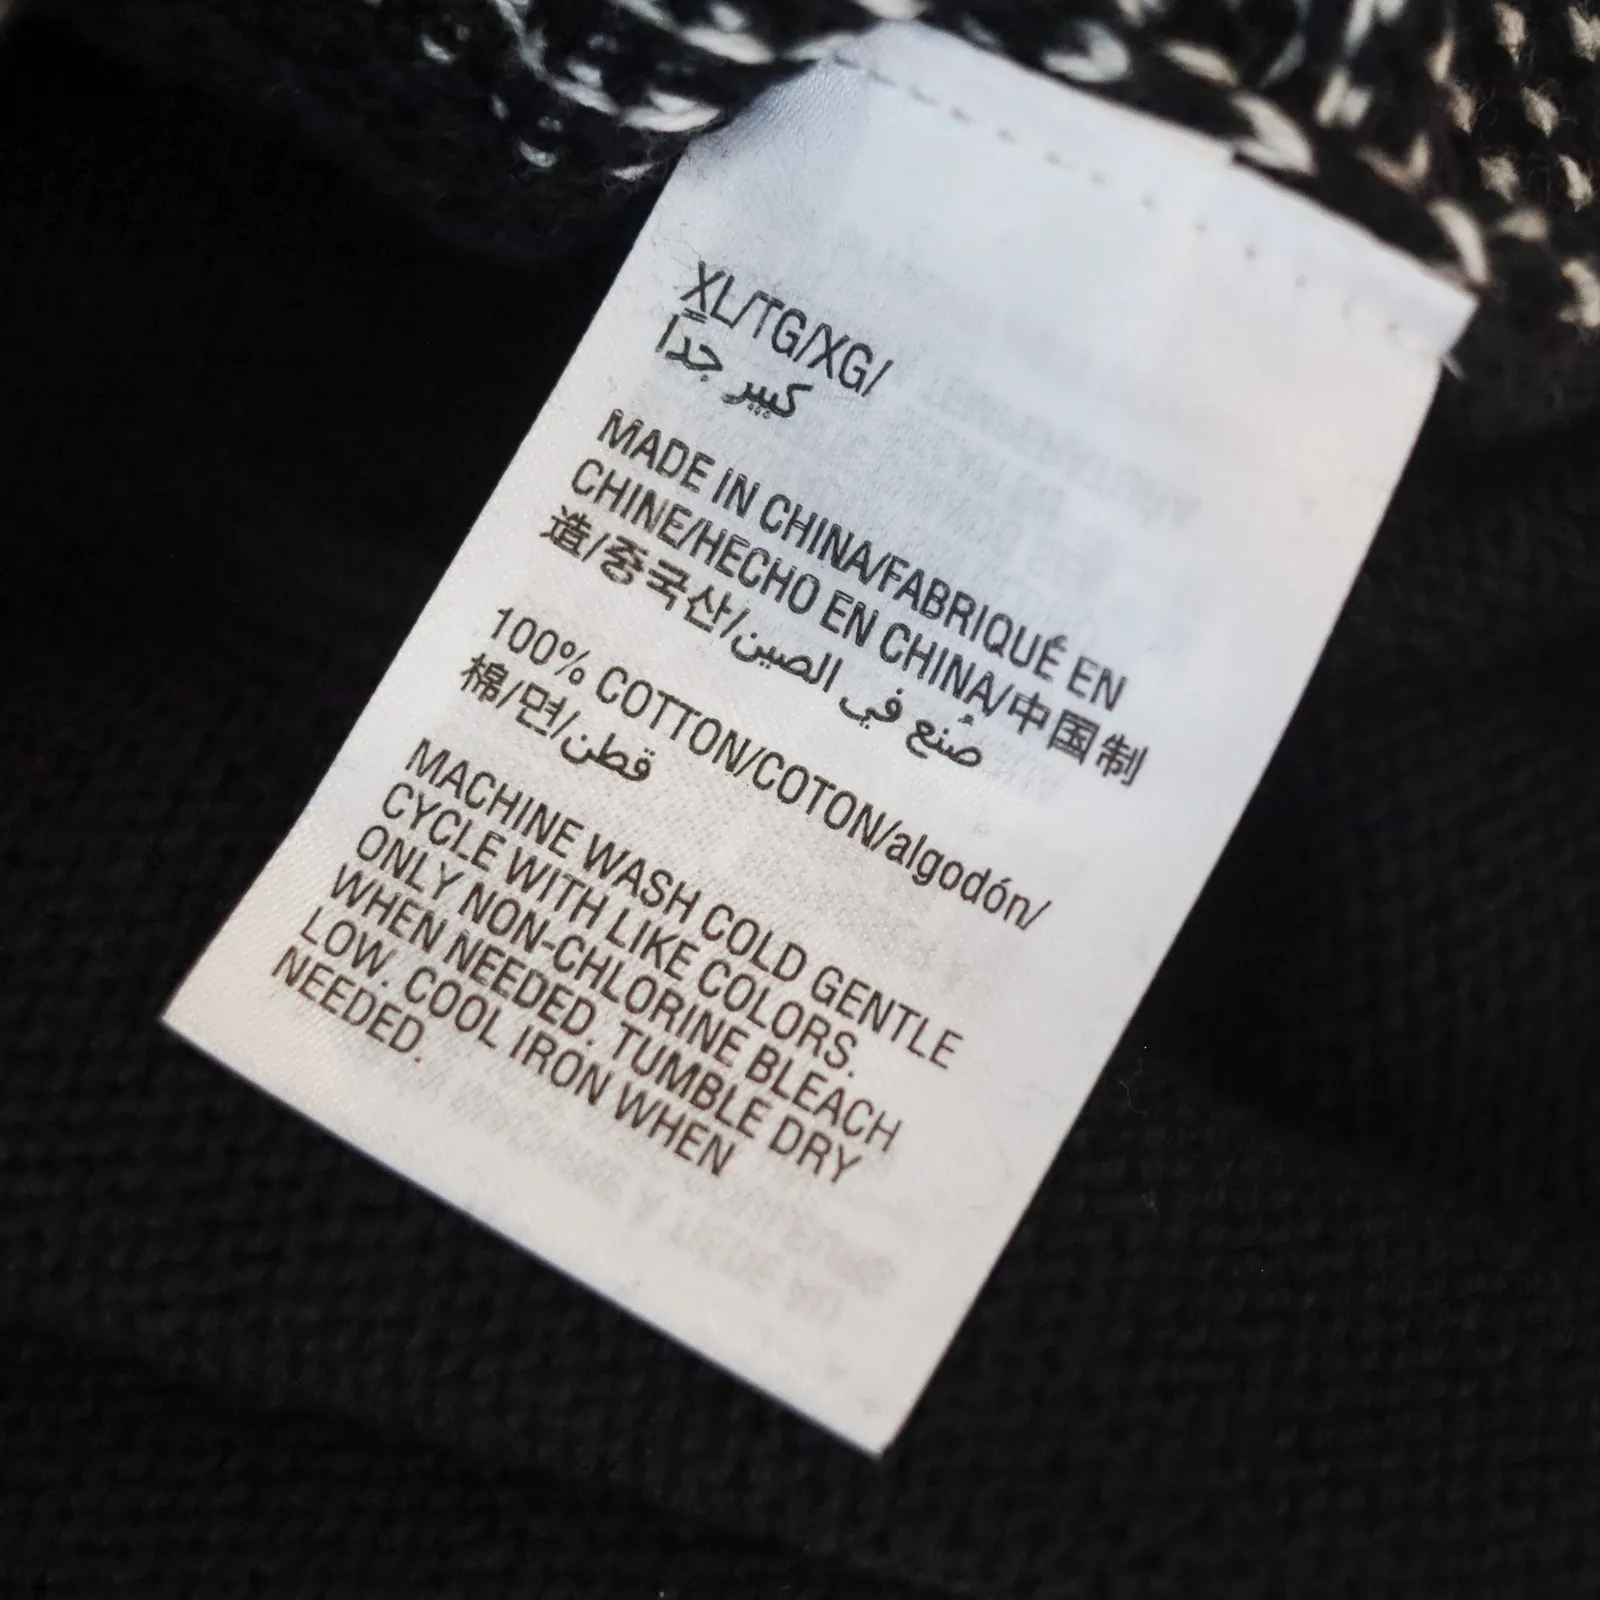 XL/TG/XG/
كبير جدًا
MADE IN CHINA/FABRIQUÉ EN
CHINE/HECHO EN CHINA/中国制
造/중국산/صُنع في الصين
100% COTTON/COTON/algodón/
棉/면/قطن
MACHINE WASH COLD GENTLE
CYCLE WITH LIKE COLORS.
ONLY NON-CHLORINE BLEACH
WHEN NEEDED. TUMBLE DRY
LOW. COOL IRON WHEN
NEEDED.